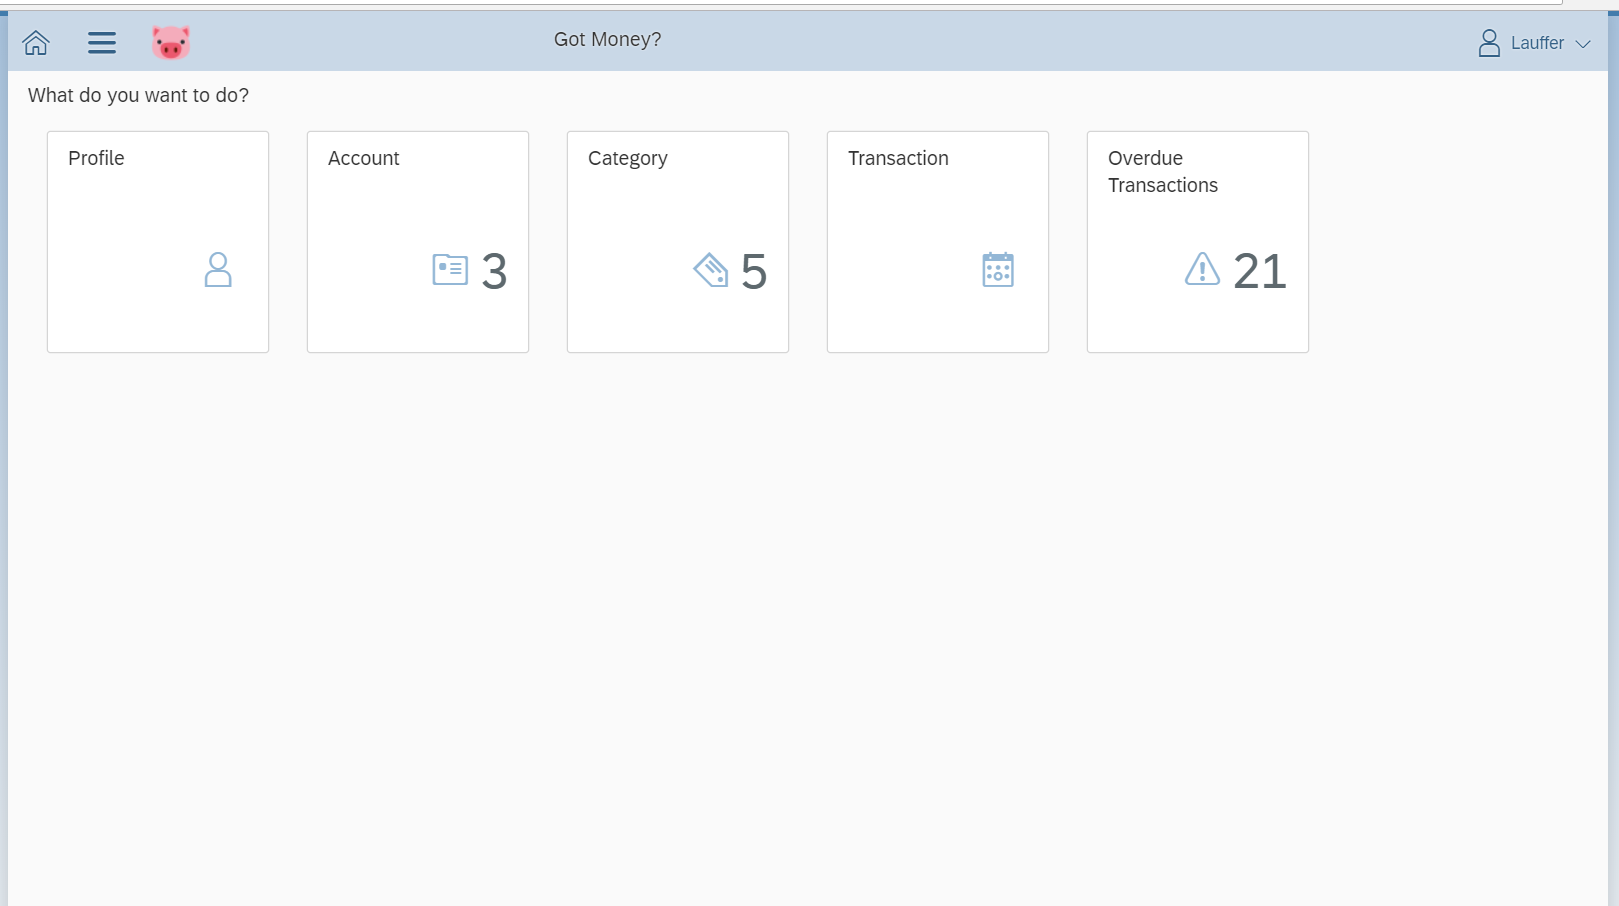 Got Money?
Lauffer
What do you want to do?
Profile
Account
3
Category
5
Transaction
Overdue
Transactions
21